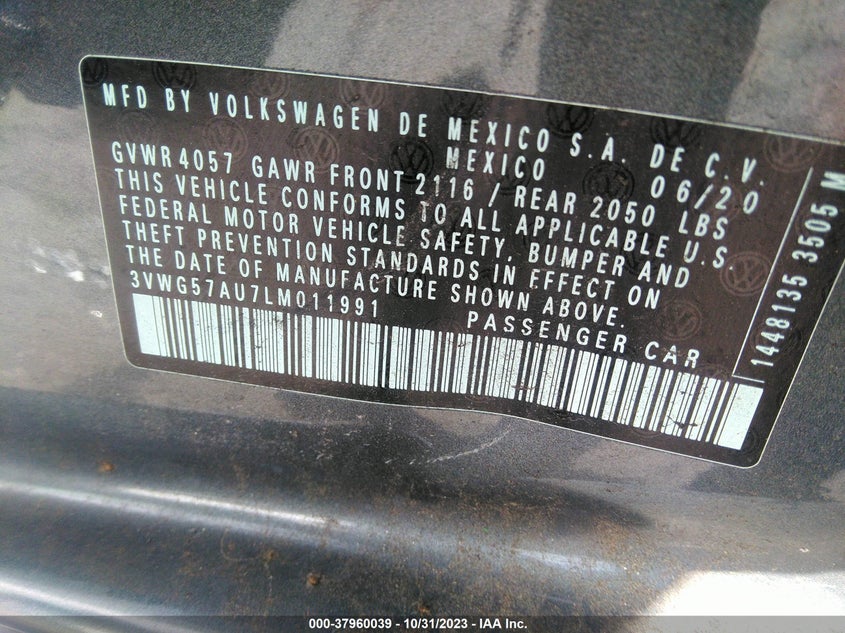 MFD BY VOLKSWAGEN DE MEXICO S.A. DE C.V.
MEXICO 06/20
GVWR 4057 GAWR FRONT 2116 / REAR 2050 LBS
THIS VEHICLE CONFORMS TO ALL APPLICABLE U.S.
FEDERAL MOTOR VEHICLE SAFETY, BUMPER AND
THEFT PREVENTION STANDARDS IN EFFECT ON
THE DATE OF MANUFACTURE SHOWN ABOVE.
3VWG57AU7LM011991 PASSENGER CAR
1448135 3505 M
000-37960039 - 10/31/2023 - IAA Inc.